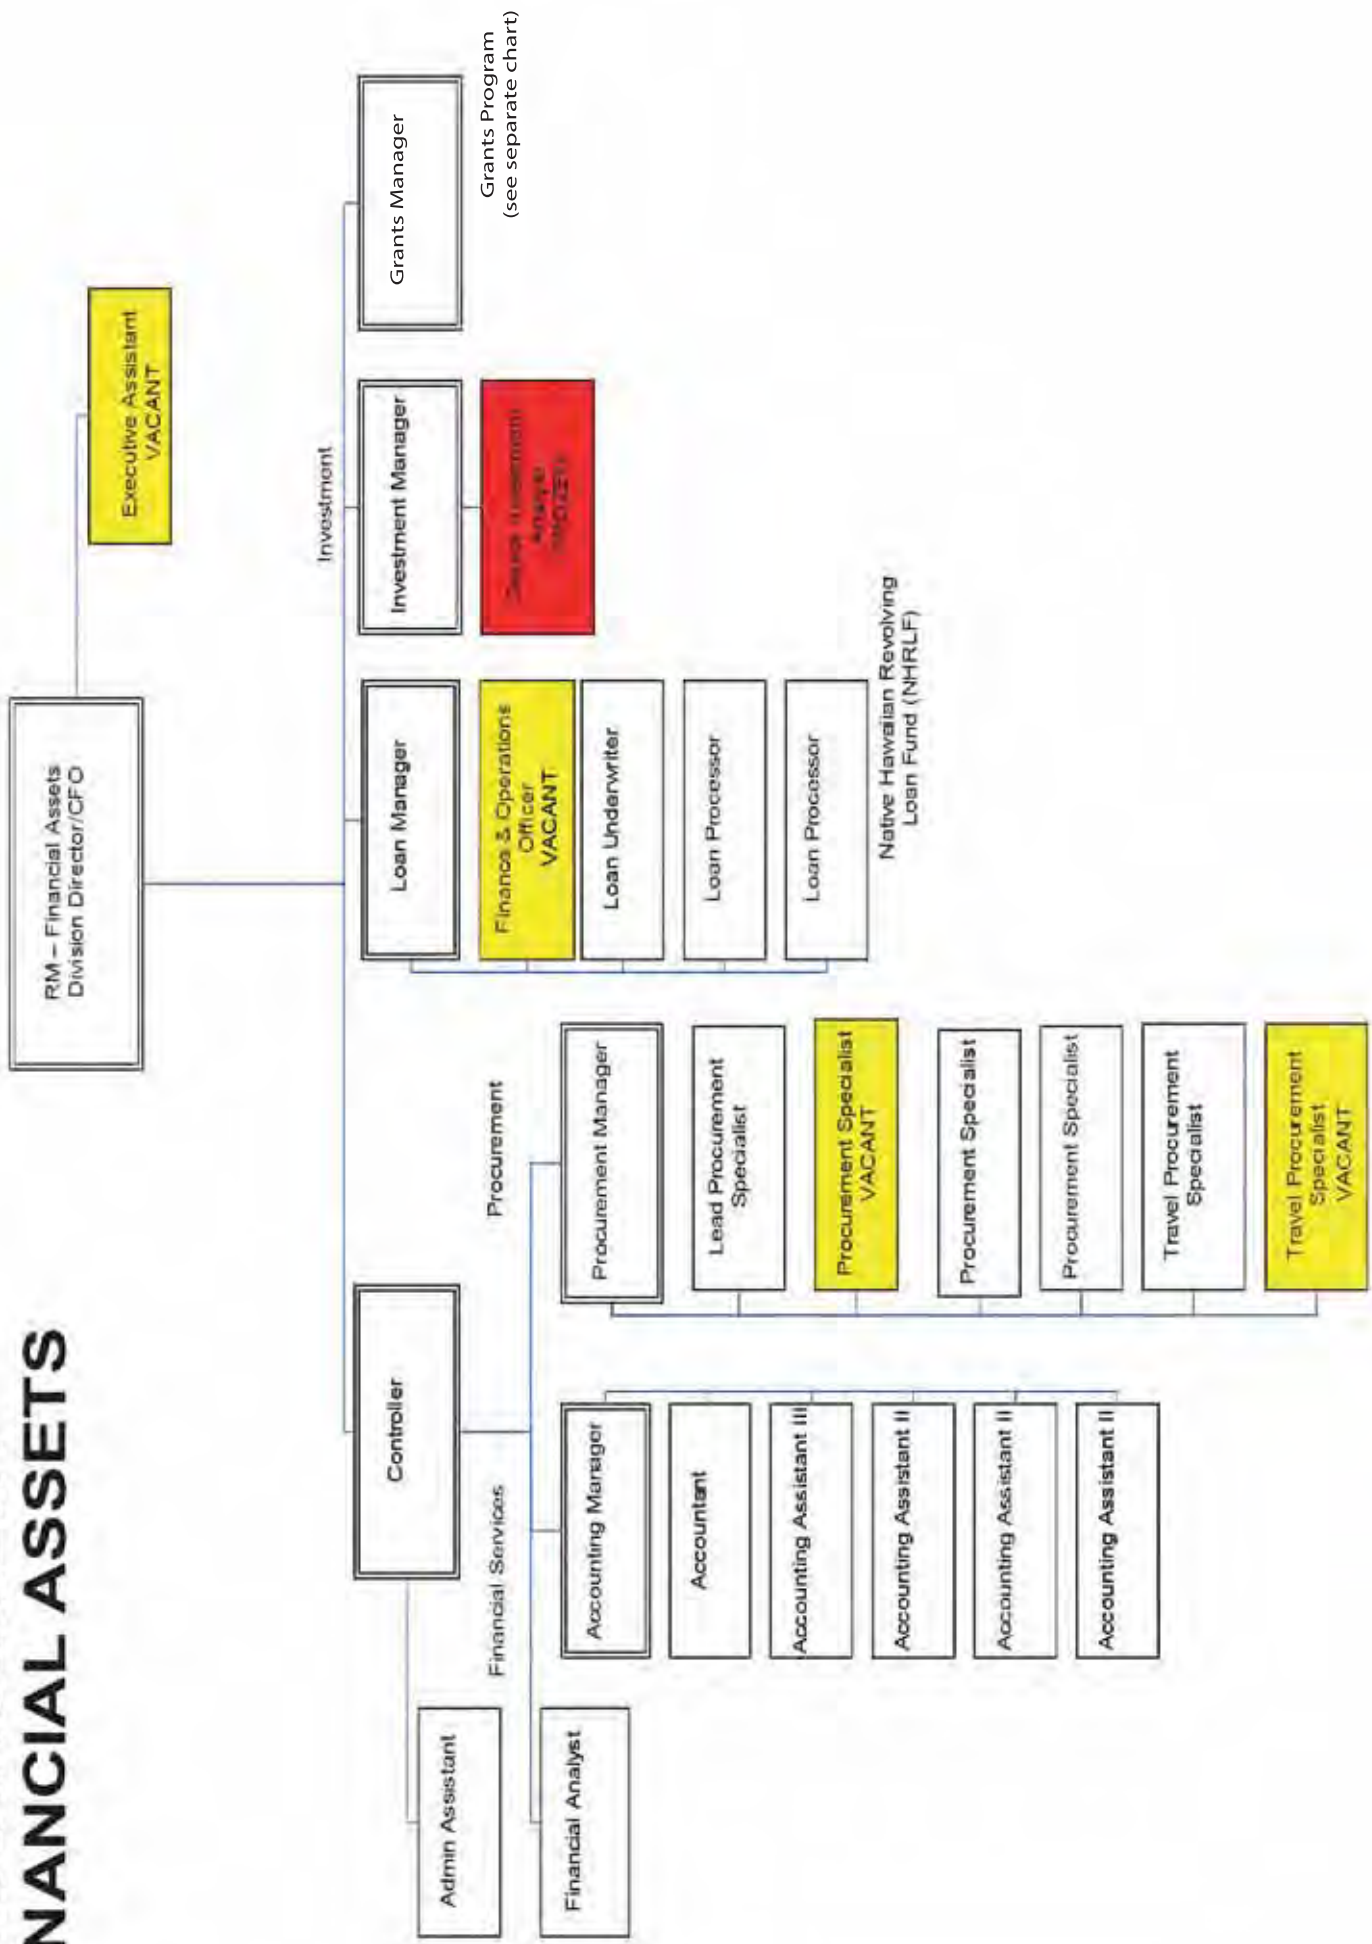 NANCIAL ASSETS
RM – Financial Assets
Division Director/CFO
Executive Assistant
VACANT
Investment
Controller
Loan Manager
Investment Manager
Grants Manager
Grants Program
(see separate chart)
Analyst
Finance & Operations
Officer
VACANT
Loan Underwriter
Loan Processor
Loan Processor
Native Hawaiian Revolving
Loan Fund (NHRLF)
Admin Assistant
Financial Services
Procurement
Financial Analyst
Accounting Manager
Accountant
Accounting Assistant III
Accounting Assistant II
Accounting Assistant II
Accounting Assistant II
Procurement Manager
Lead Procurement
Specialist
Procurement Specialist
VACANT
Procurement Specialist
Procurement Specialist
Travel Procurement
Specialist
Travel Procurement
Specialist
VACANT